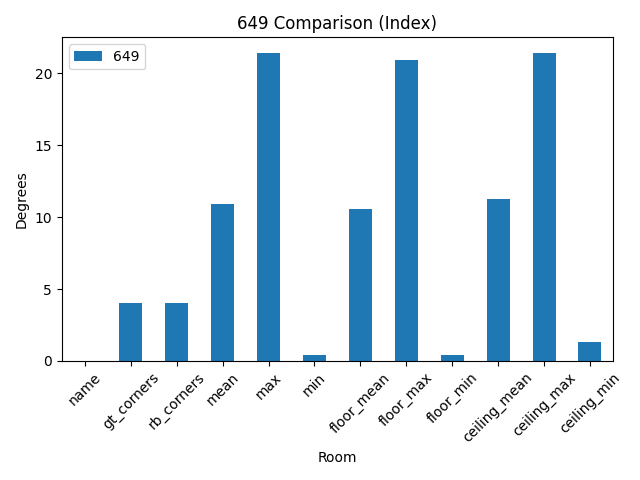 649 Comparison (Index)
649
Degrees
20
15
10
5
0
name
gt_corners
rb_corners
mean
max
min
floor_mean
floor_max
floor_min
ceiling_mean
ceiling_max
ceiling_min
Room